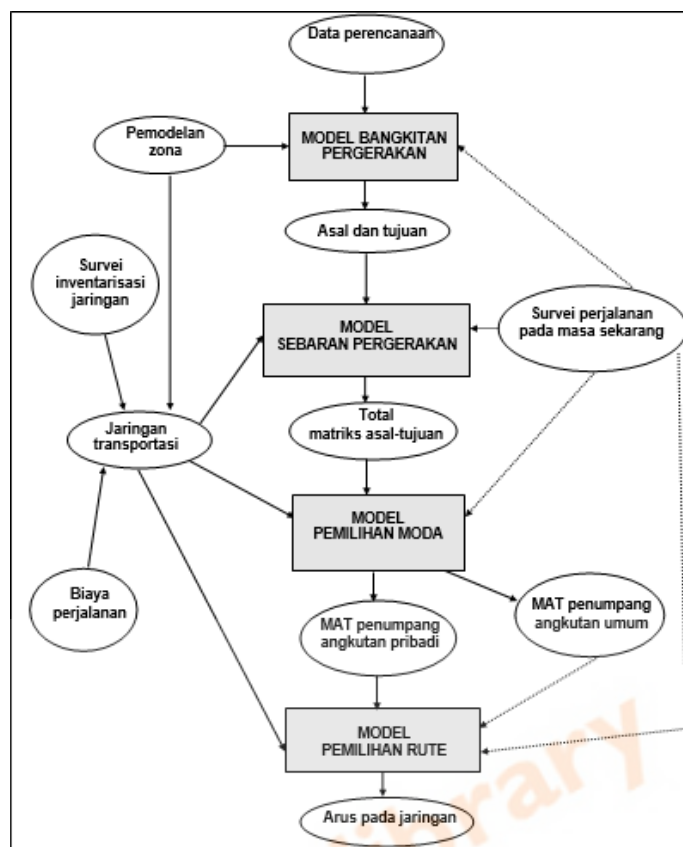 Data perencanaan
Pemodelan
zona
MODEL BANGKITAN
PERGERAKAN
Asal dan tujuan
Survei
inventarisasi
jaringan
MODEL
SEBARAN PERGERAKAN
Survei perjalanan
pada masa sekarang
Jaringan
transportasi
Total
matriks asal-tujuan
MODEL
PEMILIHAN MODA
Biaya
perjalanan
MAT penumpang
angkutan pribadi
MAT penumpang
angkutan umum
MODEL
PEMILIHAN RUTE
Arus pada jaringan
library